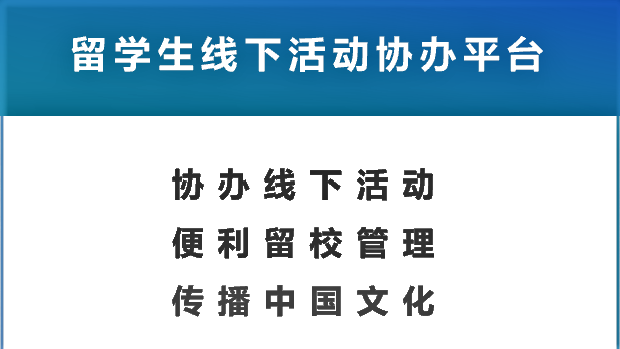 留学生线下活动协办平台
协办线下活动
便利留校管理
传播中国文化